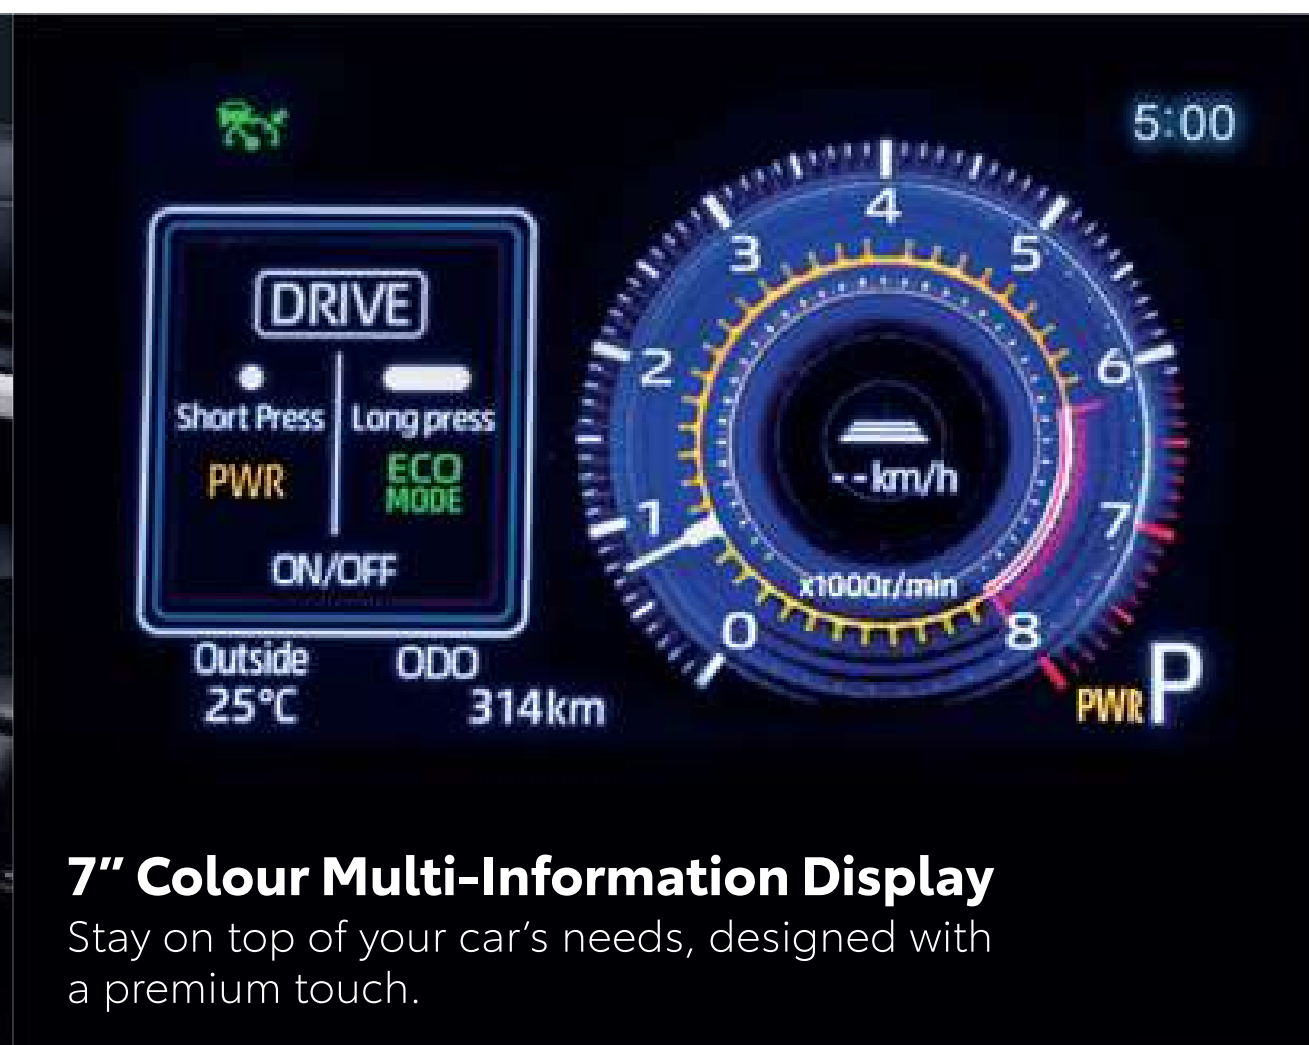 5:00
DRIVE
Short Press
Long press
PWR
ECO
MODE
ON/OFF
Outside
25°C
ODO
314km
0
1
2
3
4
5
6
7
8
--km/h
x1000r/min
PWR P
7” Colour Multi-Information Display
Stay on top of your car’s needs, designed with
a premium touch.